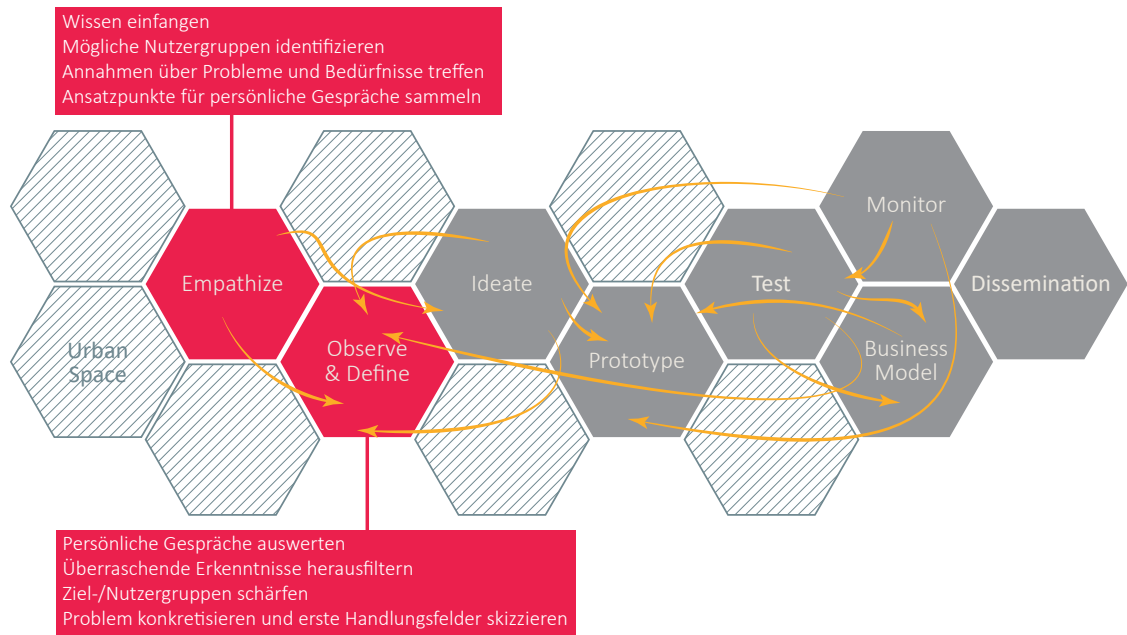 Wissen einfangen
Mögliche Nutzergruppen identifizieren
Annahmen über Probleme und Bedürfnisse treffen
Ansatzpunkte für persönliche Gespräche sammeln
Monitor
Empathize
Ideate
Test
Dissemination
Urban
Space
Observe
& Define
Prototype
Business
Model
Persönliche Gespräche auswerten
Überraschende Erkenntnisse herausfiltern
Ziel-/Nutzergruppen schärfen
Problem konkretisieren und erste Handlungsfelder skizzieren